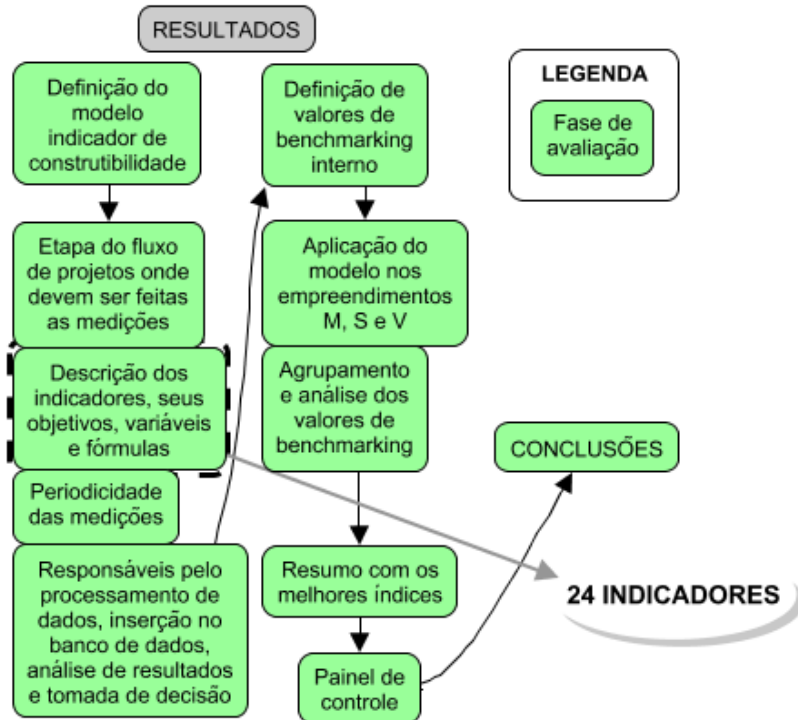 RESULTADOS
Definição do
modelo
indicador de
construtibilidade
Etapa do fluxo
de projetos onde
devem ser feitas
as medições
Descrição dos
indicadores, seus
objetivos, variáveis
e fórmulas
Periodicidade
das medições
Responsáveis pelo
processamento de
dados, inserção no
banco de dados,
análise de resultados
e tomada de decisão
Definição de
valores de
benchmarking
interno
Aplicação do
modelo nos
empreendimentos
M, S e V
Agrupamento
e análise dos
valores de
benchmarking
Resumo com os
melhores índices
Painel de
controle
LEGENDA
Fase de
avaliação
CONCLUSÕES
24 INDICADORES